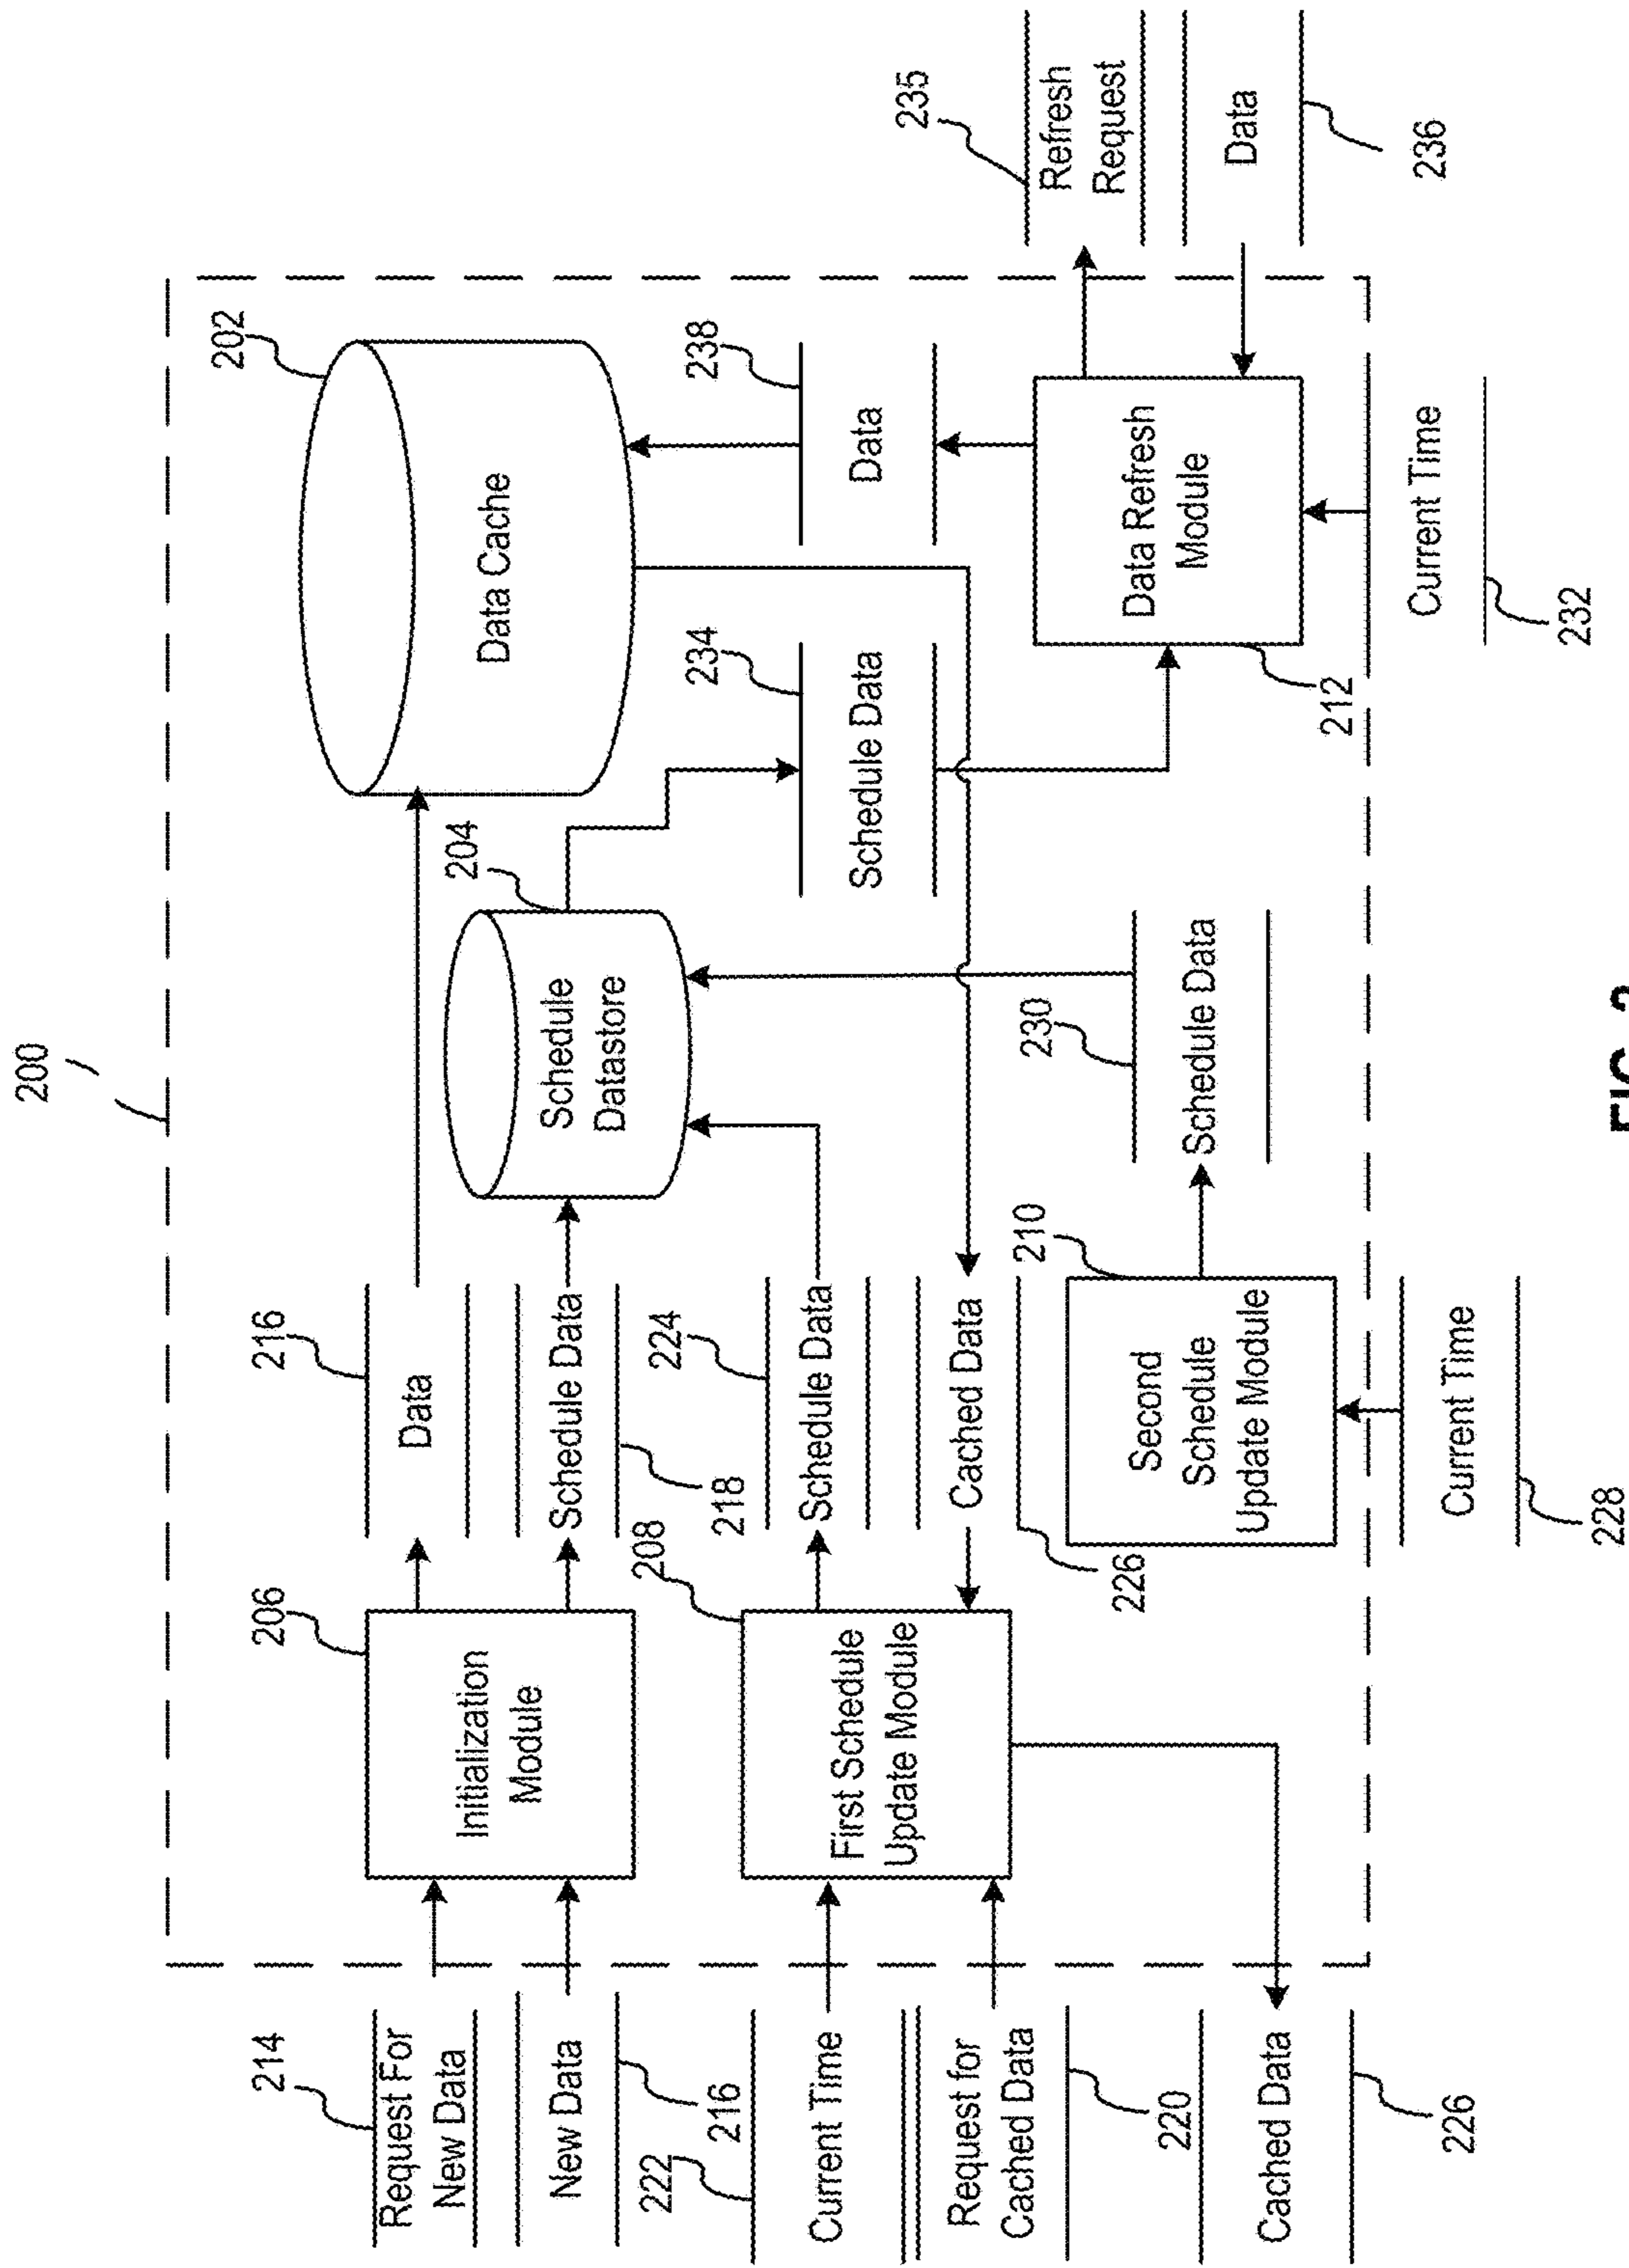 200
214
Request For
New Data
New Data
216
222
Current Time
Request for
Cached Data
220
Cached Data
226
206
Initialization
Module
208
First Schedule
Update Module
216
Data
Schedule Data
218
224
Schedule Data
Cached Data
226
210
Second
Schedule
Update Module
Current Time
228
204
Schedule
Datastore
230
Schedule Data
202
Data Cache
234
Schedule Data
238
Data
Data Refresh
Module
212
Current Time
232
235
Refresh
Request
Data
236